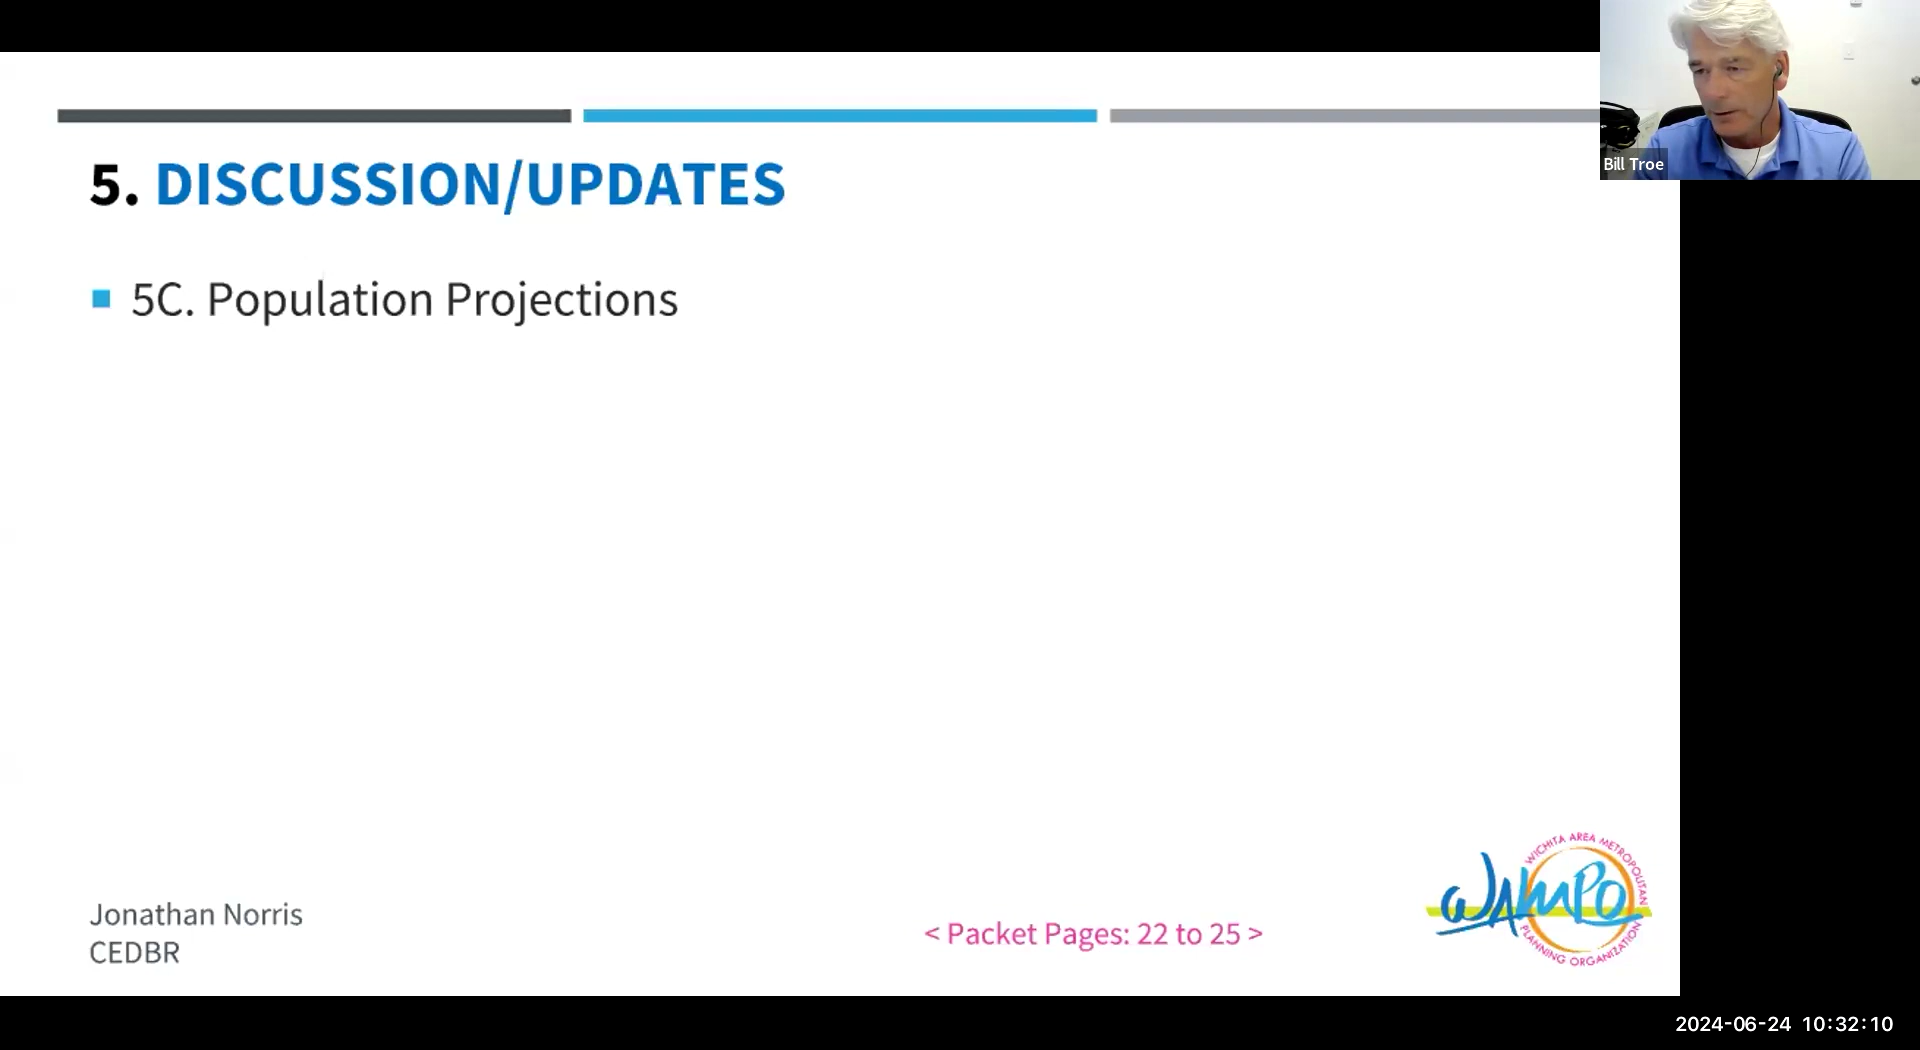 5. DISCUSSION/UPDATES
5C. Population Projections
Jonathan Norris
CEDBR
< Packet Pages: 22 to 25 >
WICHITA AREA METROPOLITAN
WAMPO
PLANNING ORGANIZATION
Bill Troe
2024-06-24 10:32:10